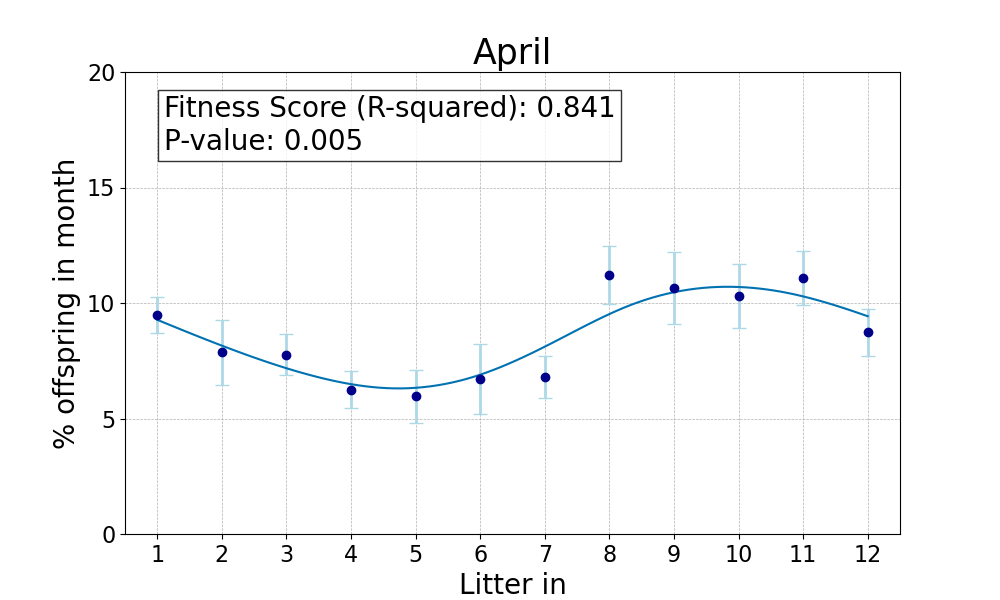 April
Fitness Score (R-squared): 0.841
P-value: 0.005
% offspring in month
20
15
10
5
0
1 2 3 4 5 6 7 8 9 10 11 12
Litter in